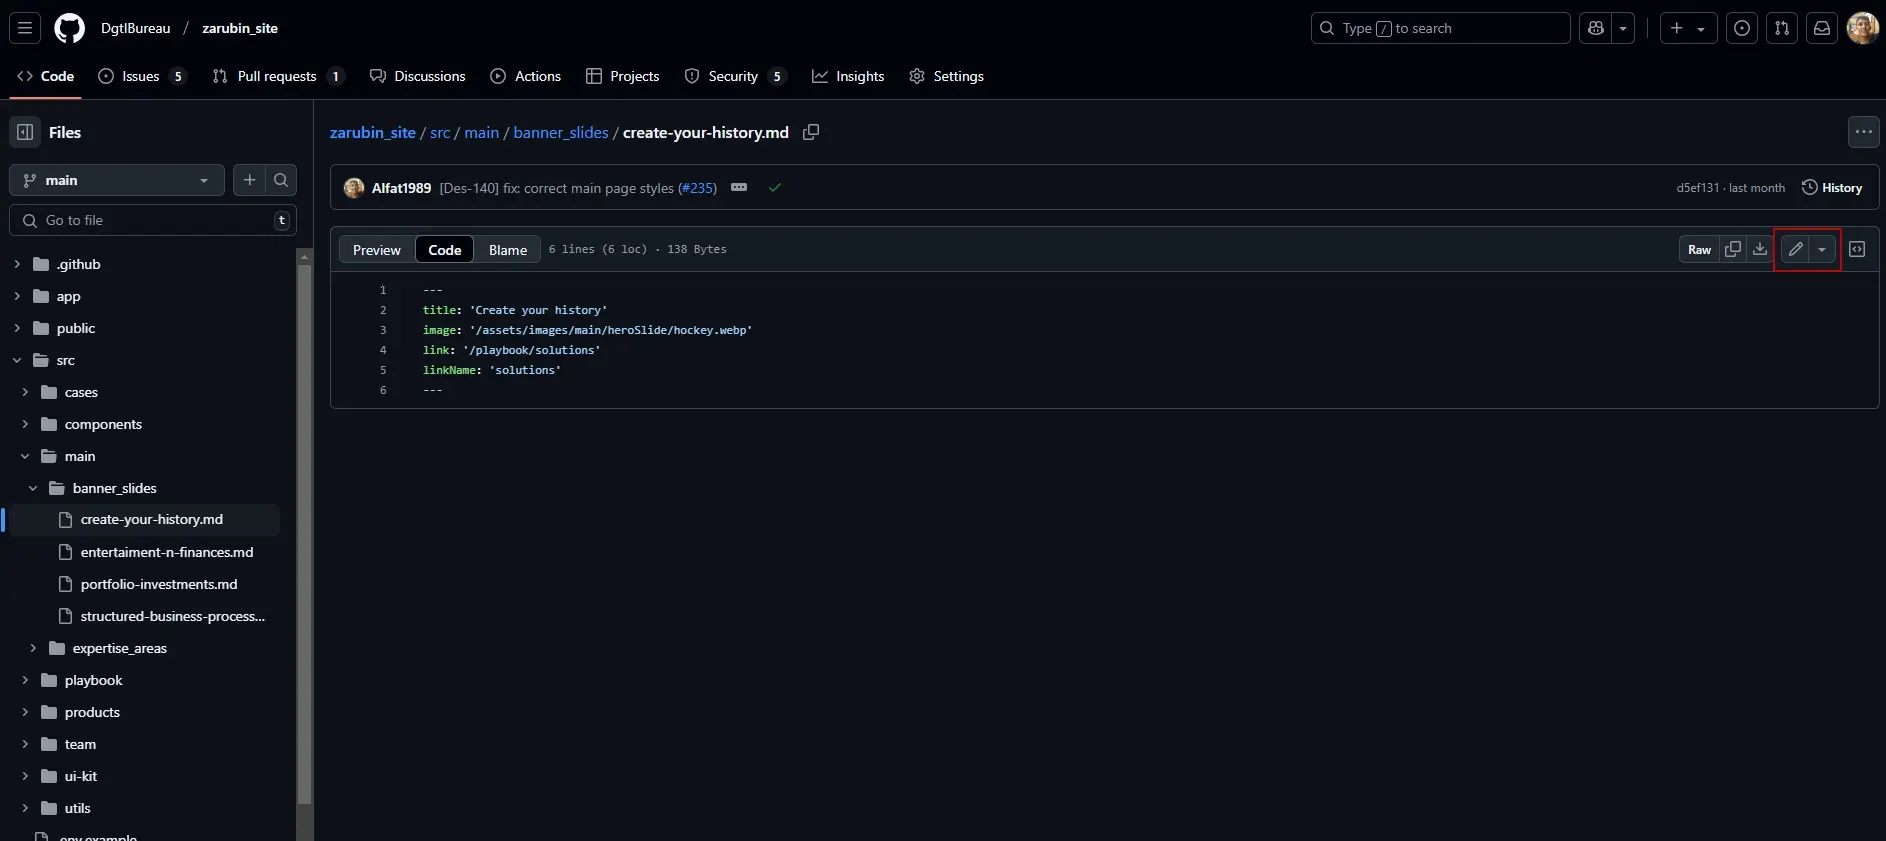 DgtlBureau / zarubin_site
Type / to search
Code
Issues 5
Pull requests 1
Discussions
Actions
Projects
Security 5
Insights
Settings
Files
main
Go to file
t
.github
app
public
src
cases
components
main
banner_slides
create-your-history.md
entertaiment-n-finances.md
portfolio-investments.md
structured-business-process...
expertise_areas
playbook
products
team
ui-kit
utils
.env.example
zarubin_site / src / main / banner_slides / create-your-history.md
Alfat1989 [Des-140] fix: correct main page styles (#235)
d5ef131 · last month
History
Preview
Code
Blame
6 lines (6 loc) · 138 Bytes
Raw
1 ---
2 title: 'Create your history'
3 image: '/assets/images/main/heroSlide/hockey.webp'
4 link: '/playbook/solutions'
5 linkName: 'solutions'
6 ---